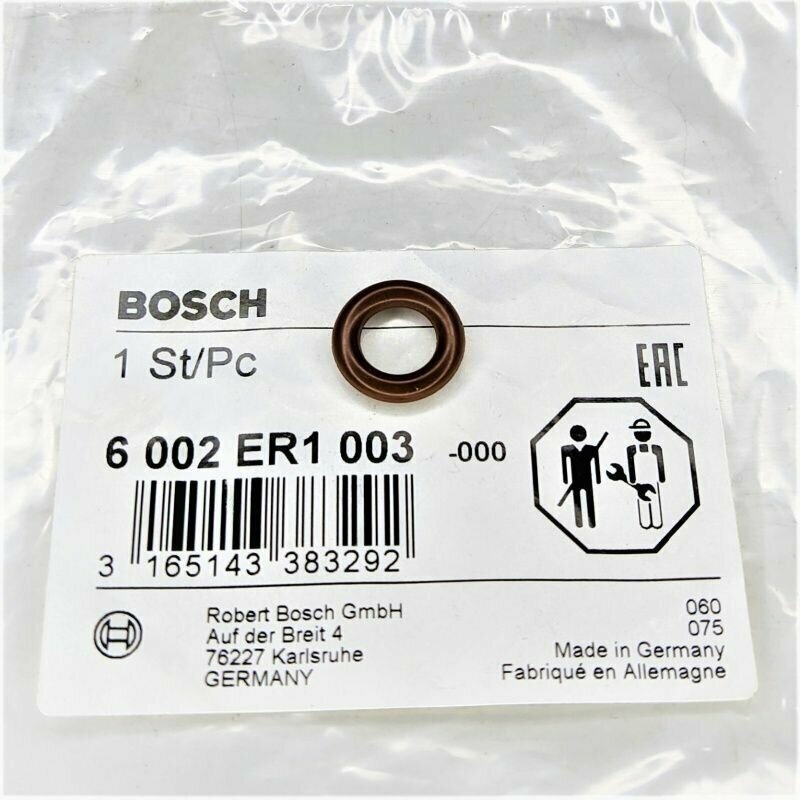 BOSCH
1 St/Pc
EAC
6 002 ER1 003 -000
3 165143 383292
Robert Bosch GmbH
Auf der Breit 4
76227 Karlsruhe
GERMANY
060
075
Made in Germany
Fabriqué en Allemagne